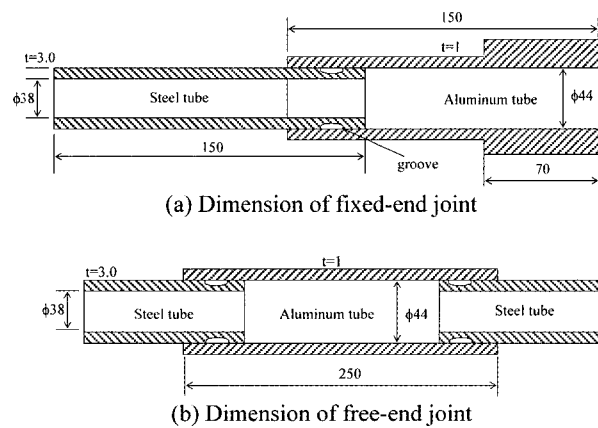 150
t=3.0
t=1
ϕ38
Steel tube
Aluminum tube
ϕ44
150
groove
70
(a) Dimension of fixed-end joint
t=3.0
t=1
ϕ38
Steel tube
Aluminum tube
ϕ44
Steel tube
250
(b) Dimension of free-end joint